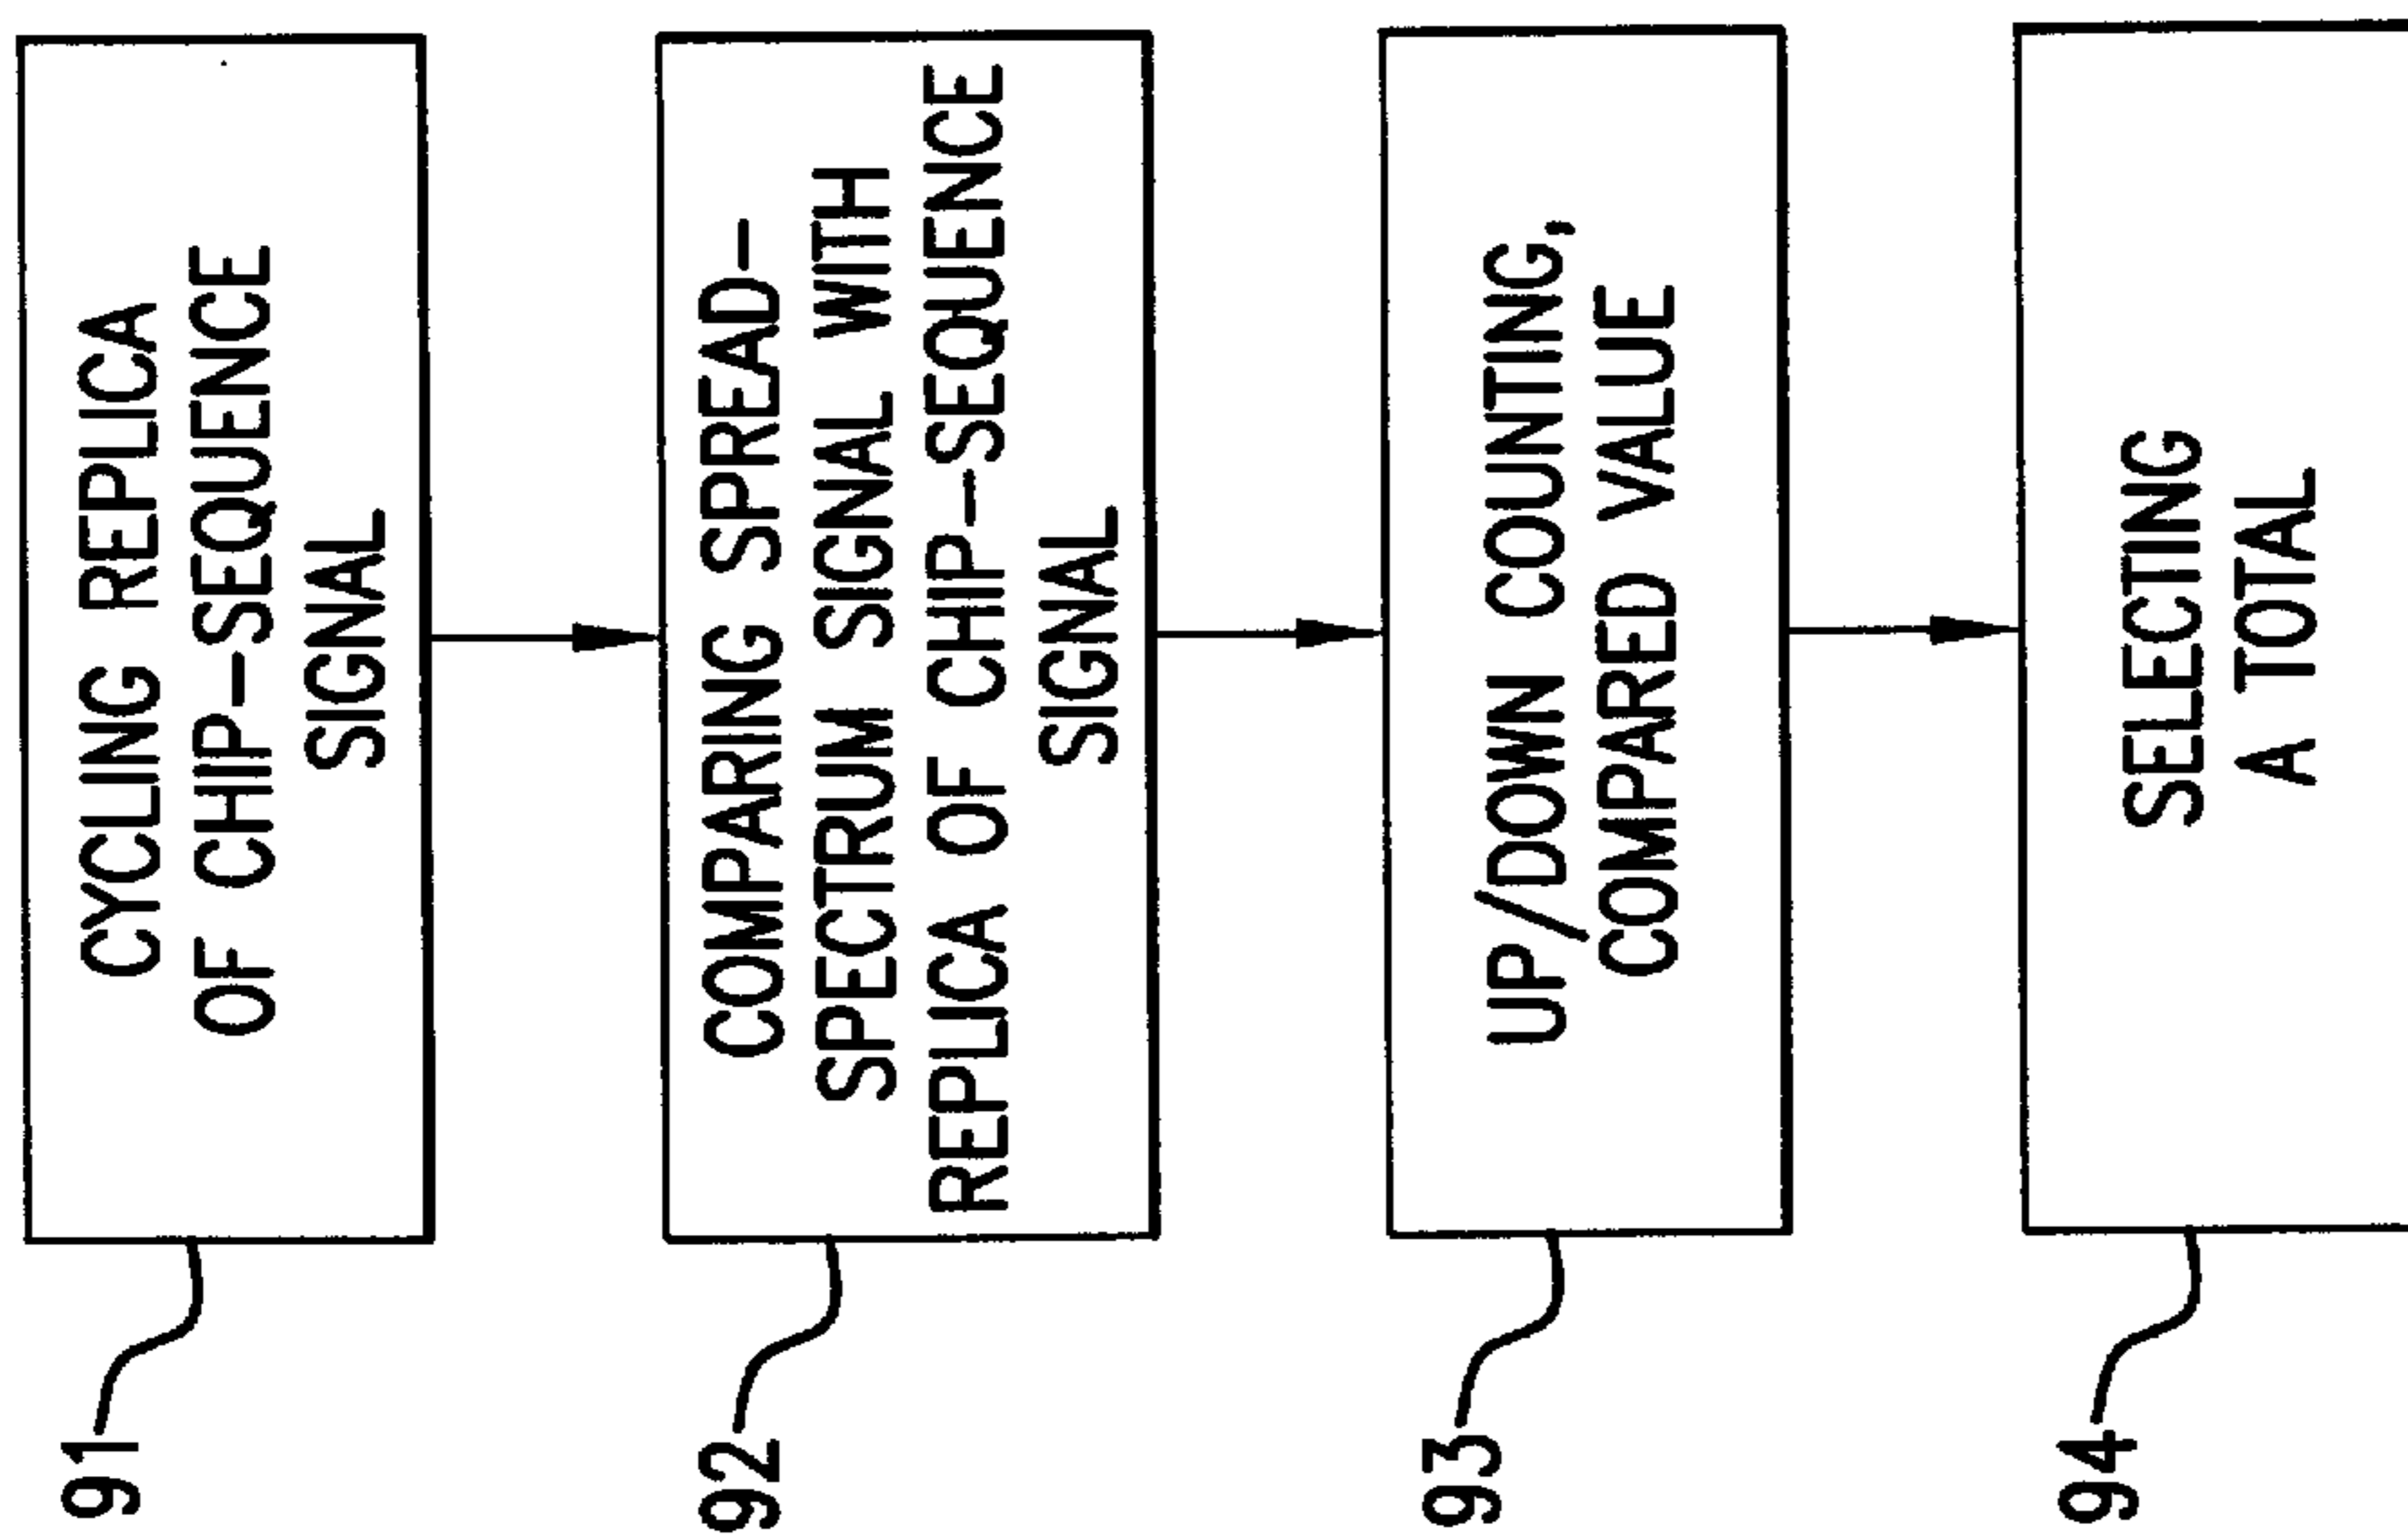 91
CYCLING REPLICA
OF CHIP-SEQUENCE
SIGNAL
92
COMPARING SPREAD-
SPECTRUM SIGNAL WITH
REPLICA OF CHIP-SEQUENCE
SIGNAL
93
UP/DOWN COUNTING,
COMPARED VALUE
94
SELECTING
A TOTAL